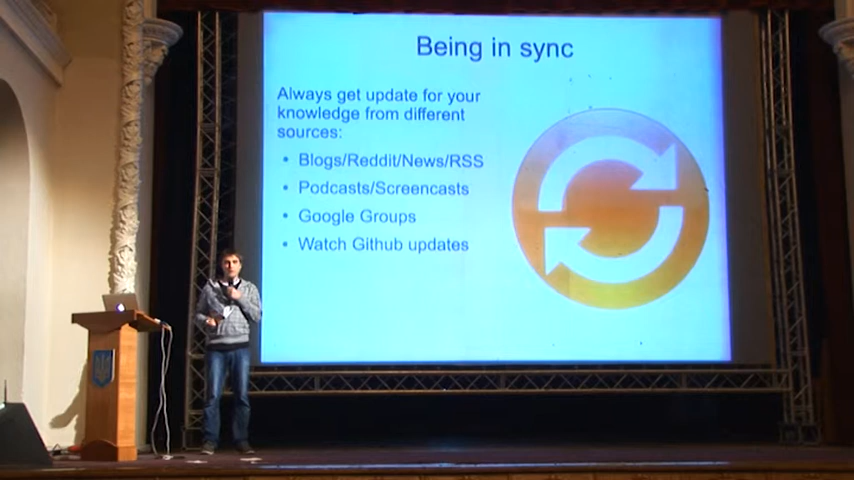 Being in sync
Always get update for your
knowledge from different
sources:
• Blogs/Reddit/News/RSS
• Podcasts/Screencasts
• Google Groups
• Watch Github updates